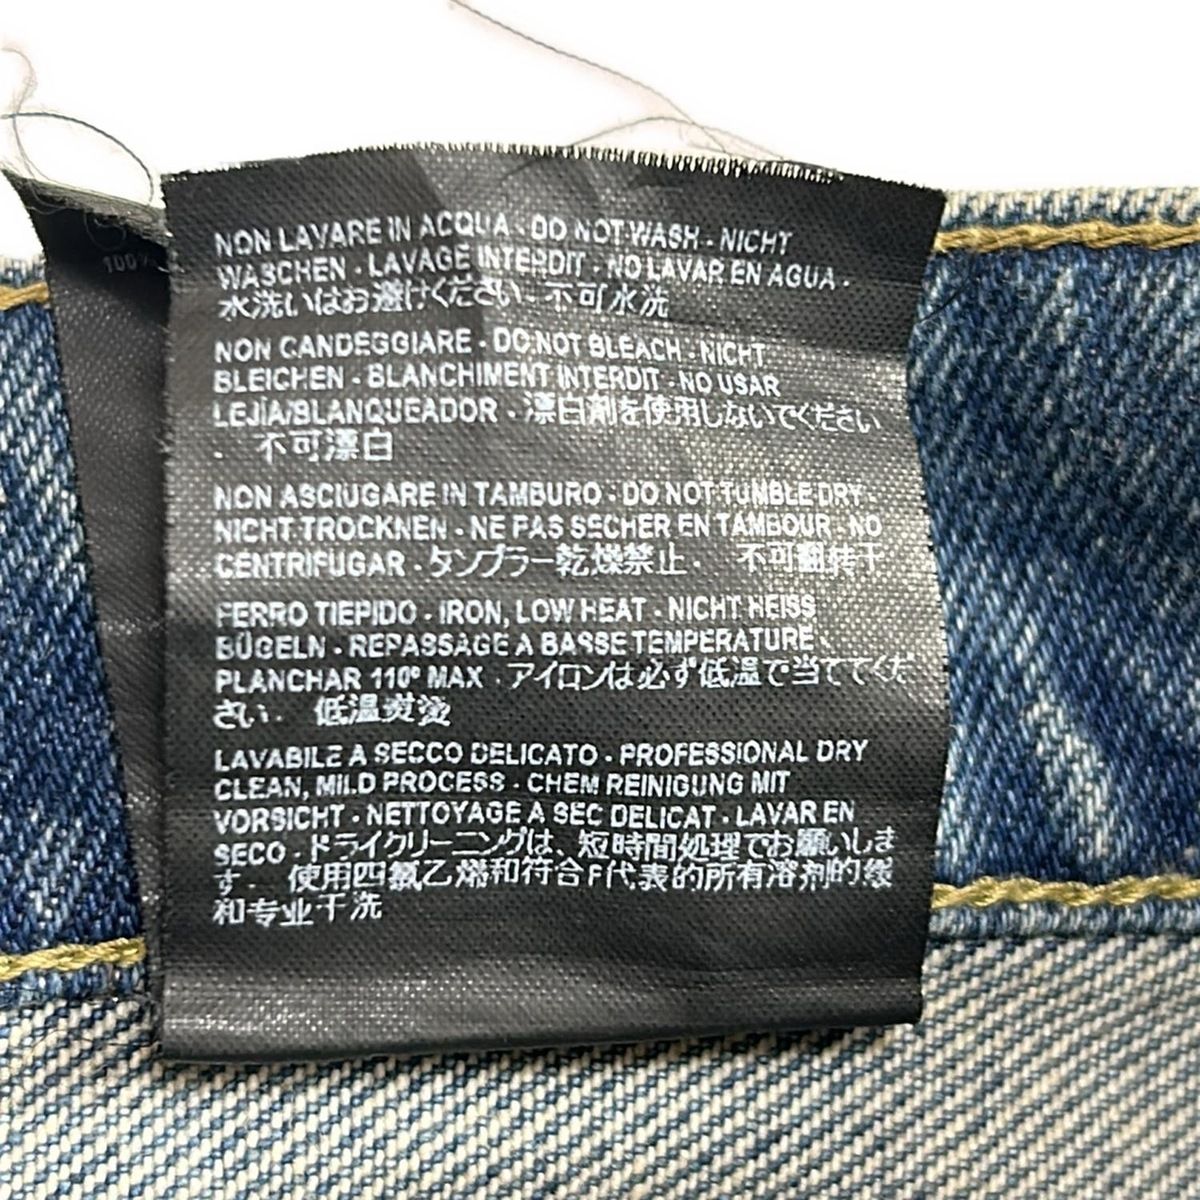 100%
NON LAVARE IN ACQUA - DO NOT WASH - NICHT
WASCHEN - LAVAGE INTERDIT - NO LAVAR EN AGUA -
水洗いはお避けください - 不可水洗
NON CANDEGGIARE - DO NOT BLEACH - NICHT
BLEICHEN - BLANCHIMENT INTERDIT - NO USAR
LEJÍA/BLANQUEADOR - 漂白剤を使用しないでください
- 不可漂白
NON ASCIUGARE IN TAMBURO - DO NOT TUMBLE DRY -
NICHT TROCKNEN - NE PAS SECHER EN TAMBOUR - NO
CENTRIFUGAR - タンブラー乾燥禁止 - 不可翻转干
FERRO TIEPIDO - IRON, LOW HEAT - NICHT HEISS
BÜGELN - REPASSAGE A BASSE TEMPERATURE -
PLANCHAR 110° MAX - アイロンは必ず低温で当ててくだ
さい - 低温熨烫
LAVABILE A SECCO DELICATO - PROFESSIONAL DRY
CLEAN, MILD PROCESS - CHEM REINIGUNG MIT
VORSICHT - NETTOYAGE A SEC DELICAT - LAVAR EN
SECO - ドライクリーニングは、短時間処理でお願いしま
す - 使用四氯乙烯和符合F代表的所有溶剂的缓
和专业干洗